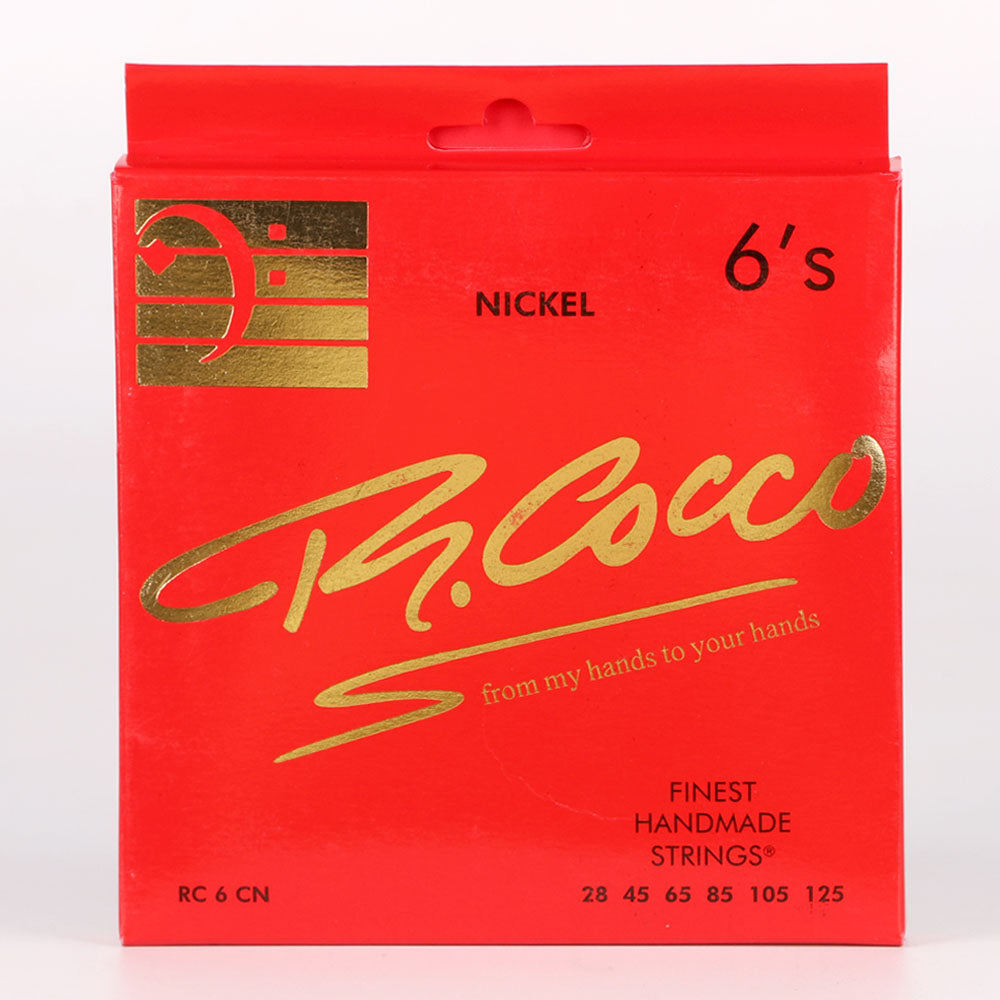 6's
NICKEL
R. Cocco
from my hands to your hands
FINEST
HANDMADE
STRINGS®
RC 6 CN
28 45 65 85 105 125